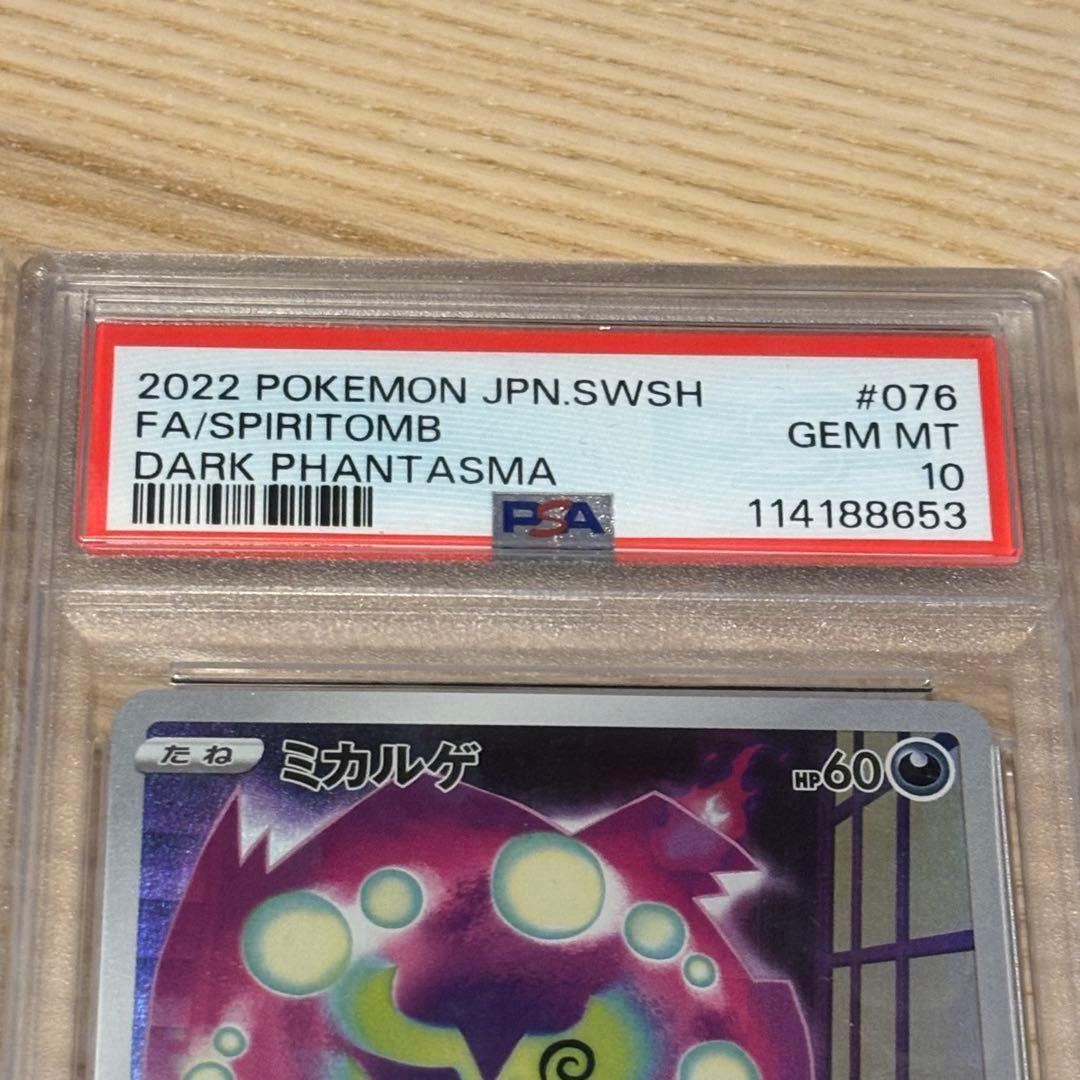 2022 POKEMON JPN.SWSH #076
FA/SPIRITOMB GEM MT
DARK PHANTASMA 10
PSA 114188653
たね ミカルゲ HP60